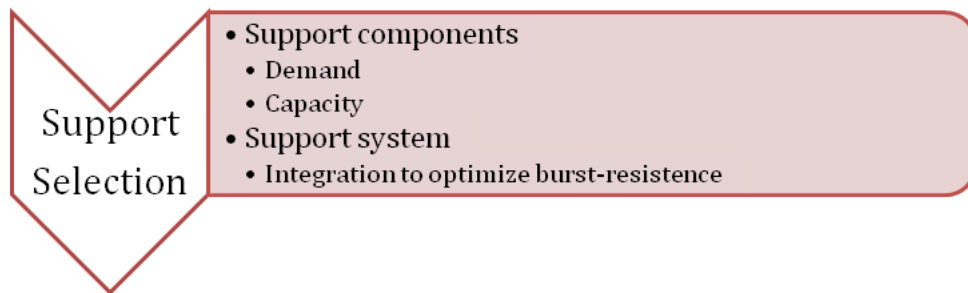 Support
Selection
• Support components
• Demand
• Capacity
• Support system
• Integration to optimize burst-resistence